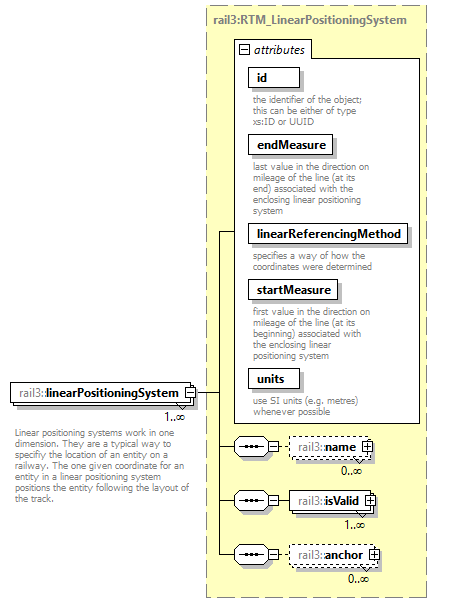 rail3:RTM_LinearPositioningSystem
attributes
id
the identifier of the object;
this can be either of type
xs:ID or UUID
endMeasure
last value in the direction on
mileage of the line (at its
end) associated with the
enclosing linear positioning
system
linearReferencingMethod
specifies a way of how the
coordinates were determined
startMeasure
first value in the direction on
mileage of the line (at its
beginning) associated with
the enclosing linear
positioning system
units
use SI units (e.g. metres)
whenever possible
rail3::linearPositioningSystem
1..∞
Linear positioning systems work in one
dimension. They are a typical way to
specifiy the location of an entity on a
railway. The one given coordinate for an
entity in a linear positioning system
positions the entity following the layout of
the track.
rail3::name
0..∞
rail3::isValid
1..∞
rail3::anchor
0..∞